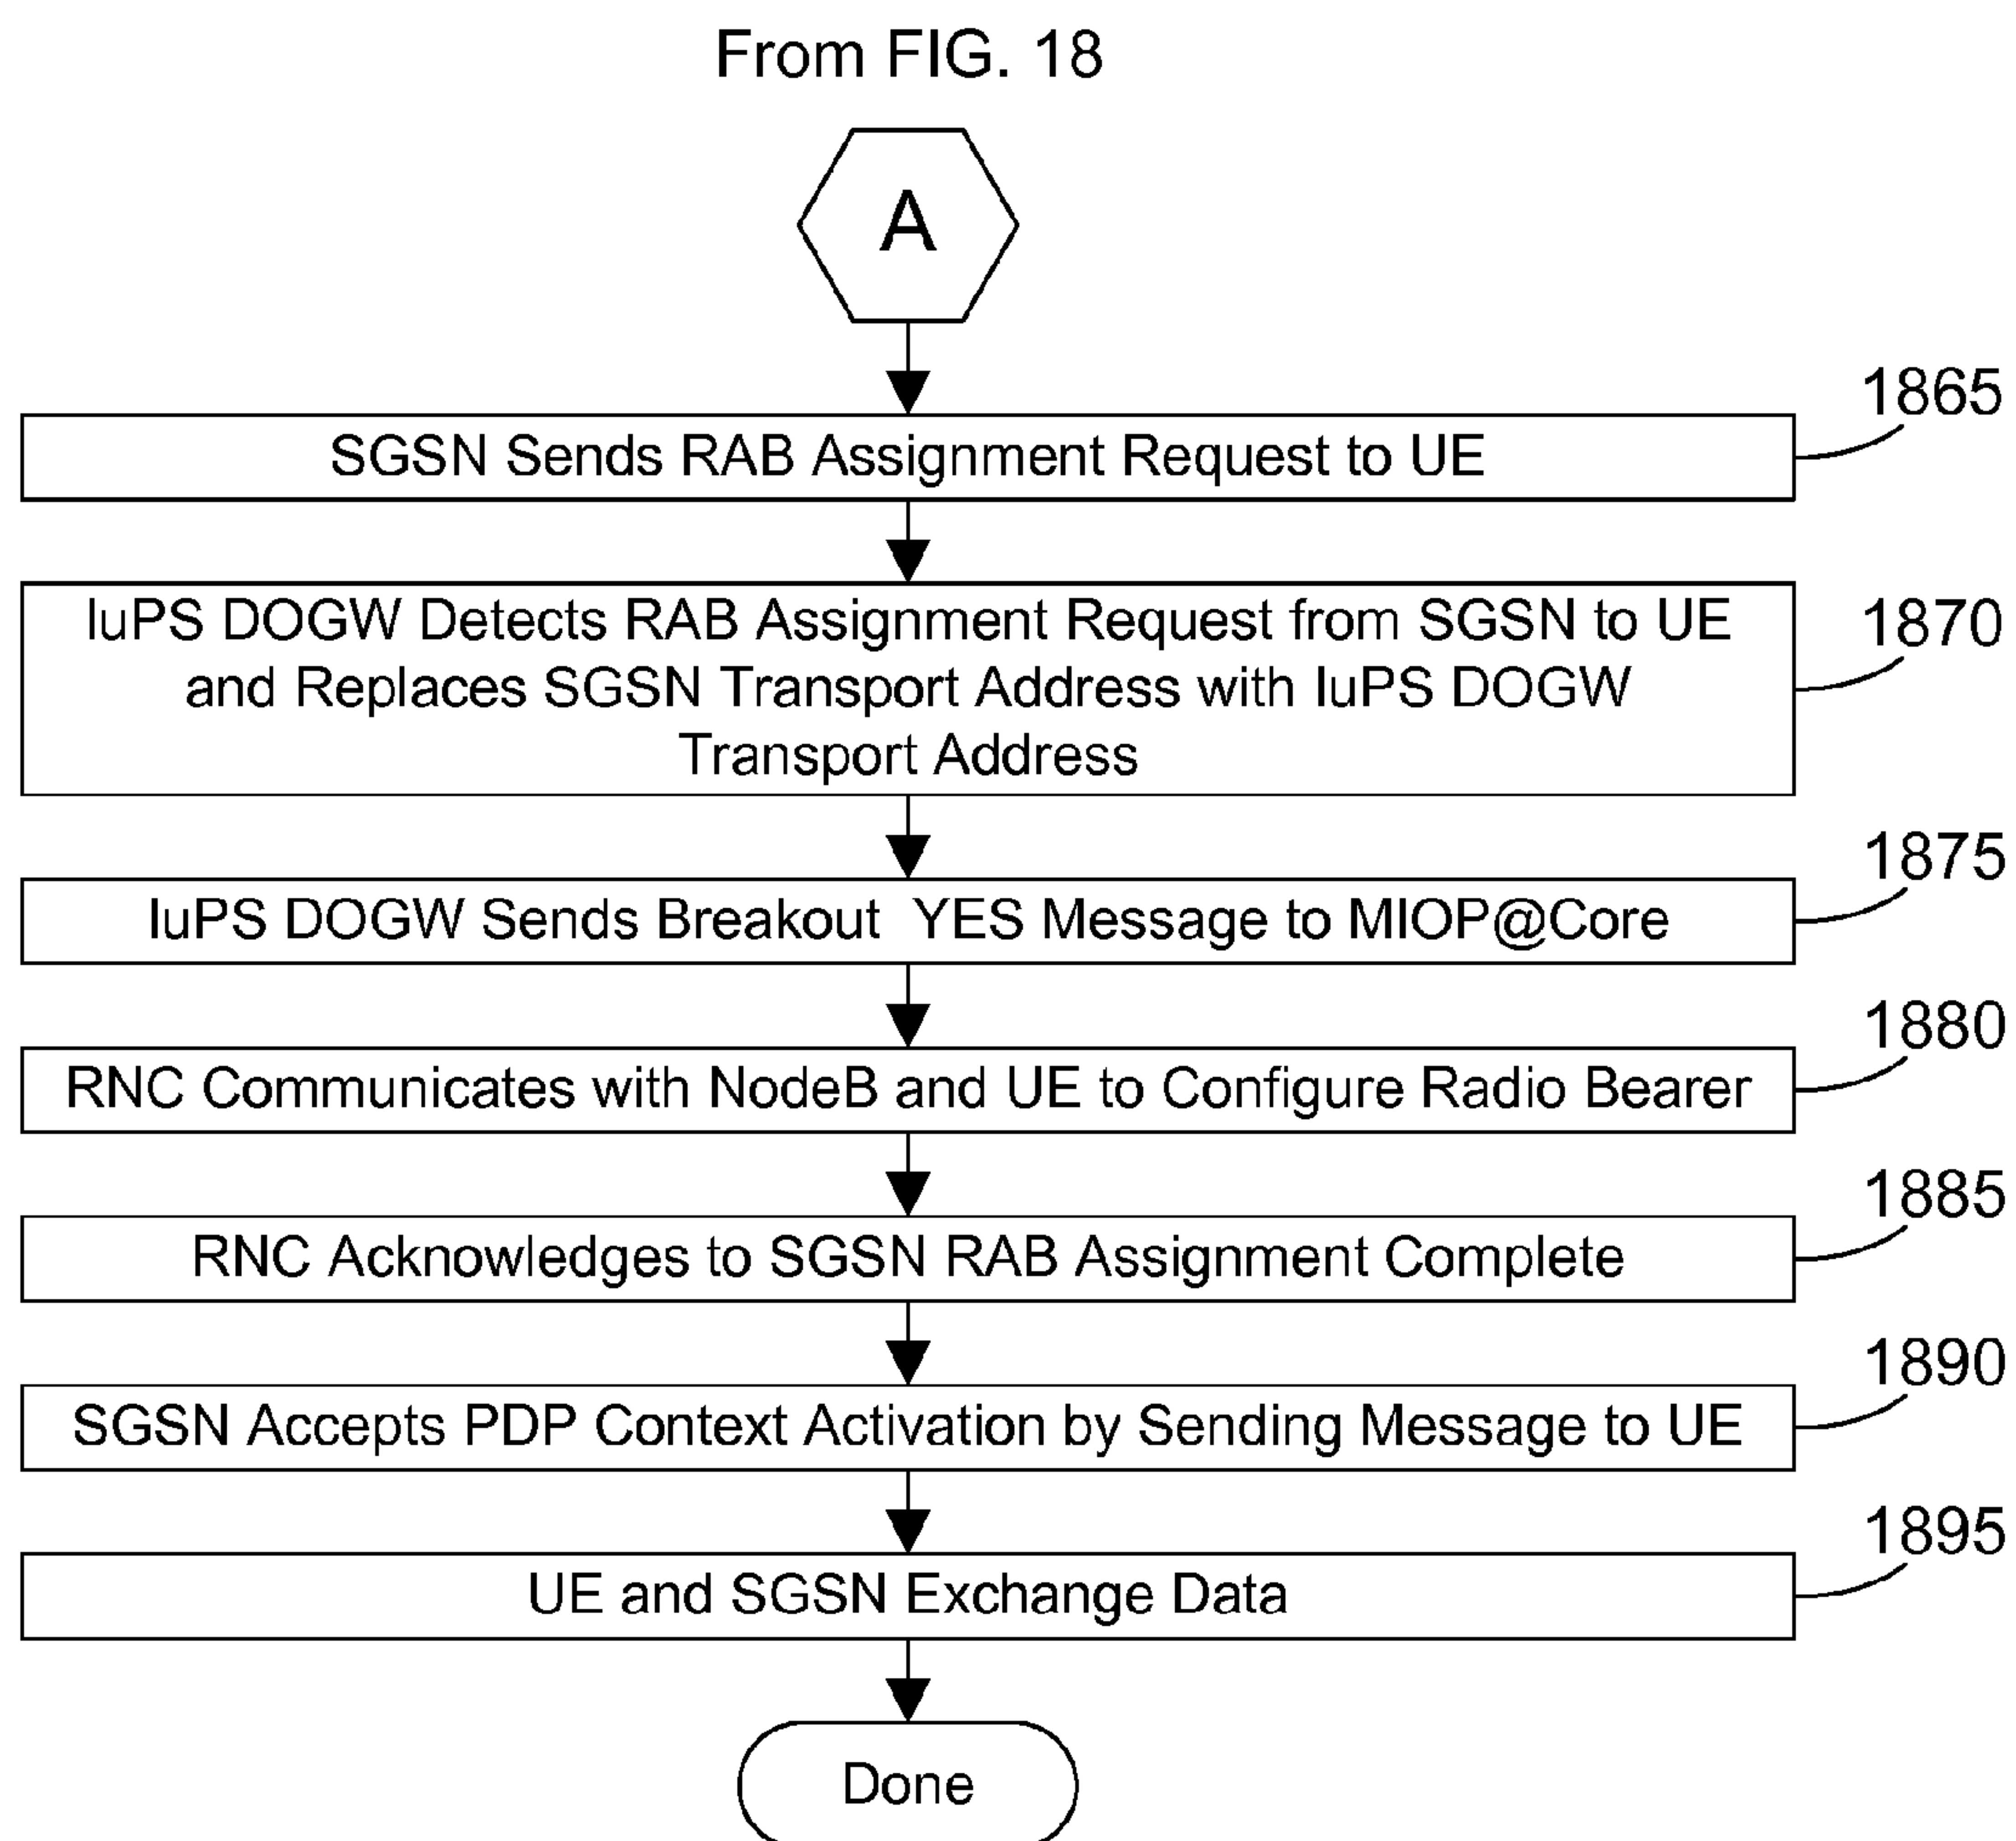 From FIG. 18
A
1865
SGSN Sends RAB Assignment Request to UE
1870
IuPS DOGW Detects RAB Assignment Request from SGSN to UE
and Replaces SGSN Transport Address with IuPS DOGW
Transport Address
1875
IuPS DOGW Sends Breakout YES Message to MIOP@Core
1880
RNC Communicates with NodeB and UE to Configure Radio Bearer
1885
RNC Acknowledges to SGSN RAB Assignment Complete
1890
SGSN Accepts PDP Context Activation by Sending Message to UE
1895
UE and SGSN Exchange Data
Done